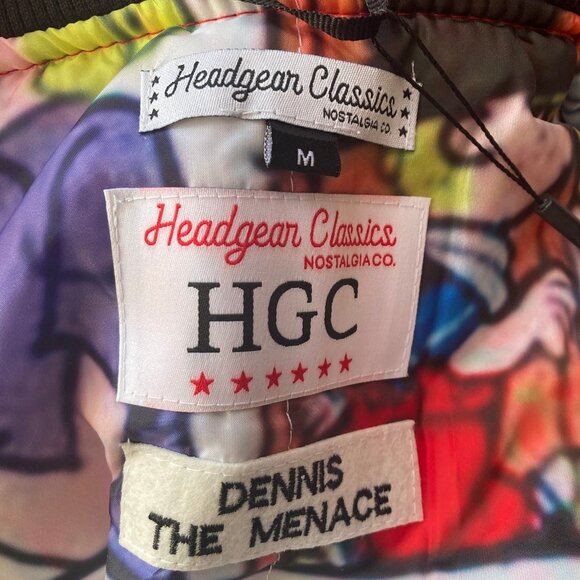 Headgear Classics
NOSTALGIA CO.
M
Headgear Classics
NOSTALGIA CO.
HGC
DENNIS
THE MENACE